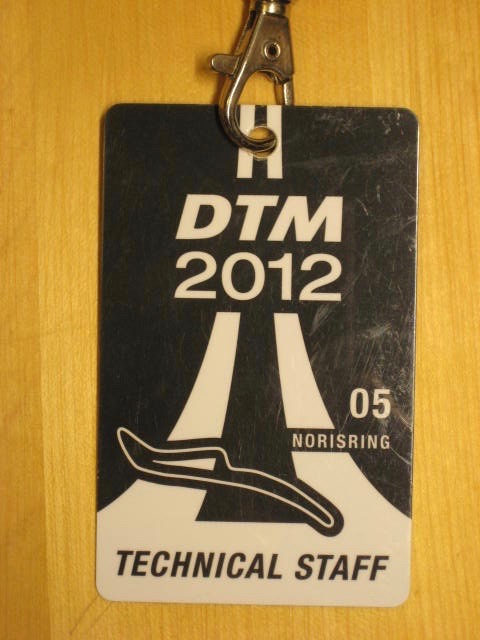 DTM
2012
05
NORISRING
TECHNICAL STAFF